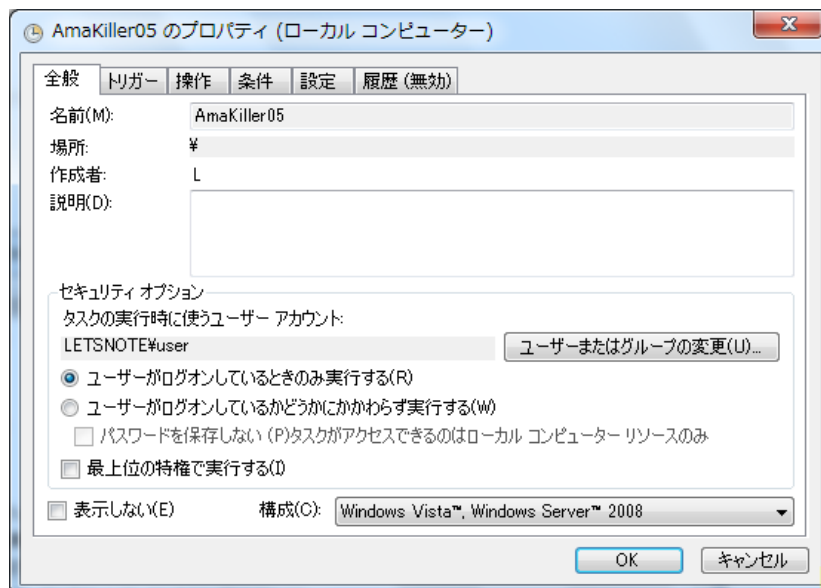 AmaKiller05 のプロパティ (ローカル コンピューター)
全般 トリガー 操作 条件 設定 履歴 (無効)
名前(M): AmaKiller05
場所: ¥
作成者: L
説明(D):
セキュリティ オプション
タスクの実行時に使うユーザー アカウント:
LETSNOTE¥user ユーザーまたはグループの変更(U)...
ユーザーがログオンしているときのみ実行する(R)
ユーザーがログオンしているかどうかにかかわらず実行する(W)
パスワードを保存しない (P)タスクがアクセスできるのはローカル コンピューター リソースのみ
最上位の特権で実行する(I)
表示しない(E) 構成(C): Windows Vista™, Windows Server™ 2008
OK キャンセル